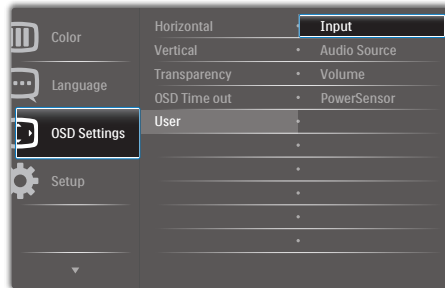 Color
Language
OSD Settings
Setup
Horizontal
Vertical
Transparency
OSD Time out
User
Input
Audio Source
Volume
PowerSensor